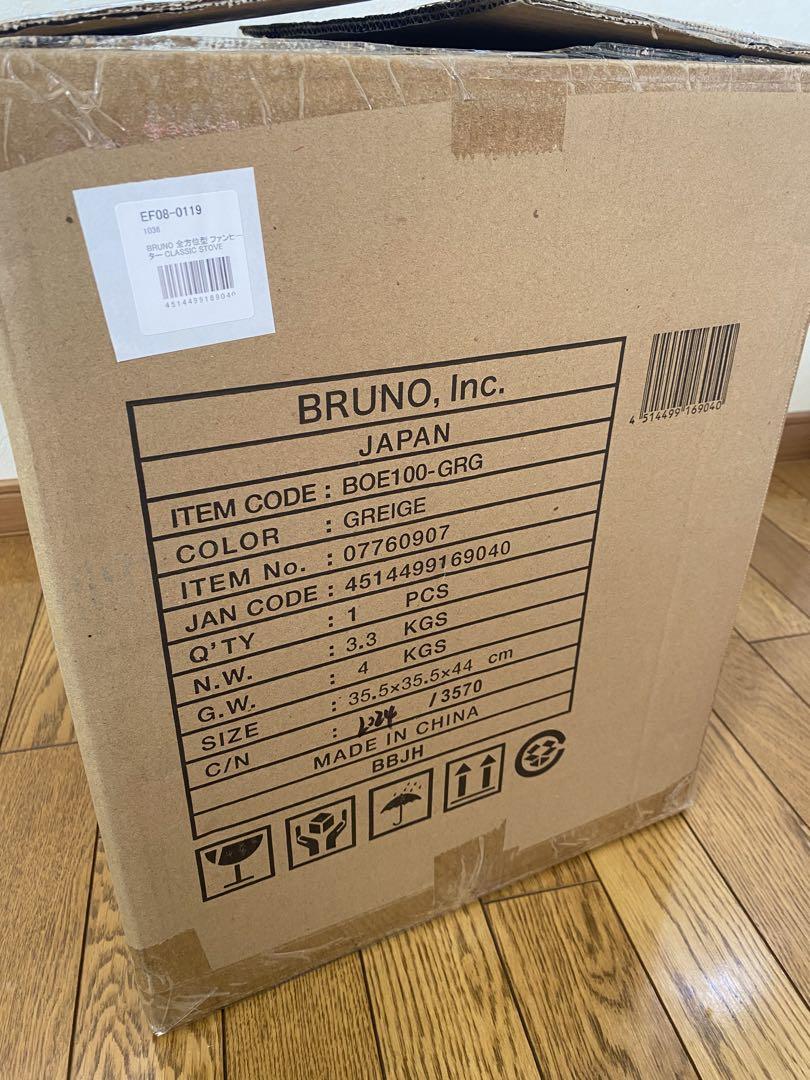 EF08-0119
1036
BRUNO 全方位型 ファンヒー
ター CLASSIC STOVE
4514499169040
4 514499 169040
BRUNO, Inc.
JAPAN
ITEM CODE : BOE100-GRG
COLOR : GREIGE
ITEM No. : 07760907
JAN CODE : 4514499169040
Q'TY : 1 PCS
N.W. : 3.3 KGS
G.W. : 4 KGS
SIZE : 35.5×35.5×44 cm
C/N : /3570
MADE IN CHINA
BBJH